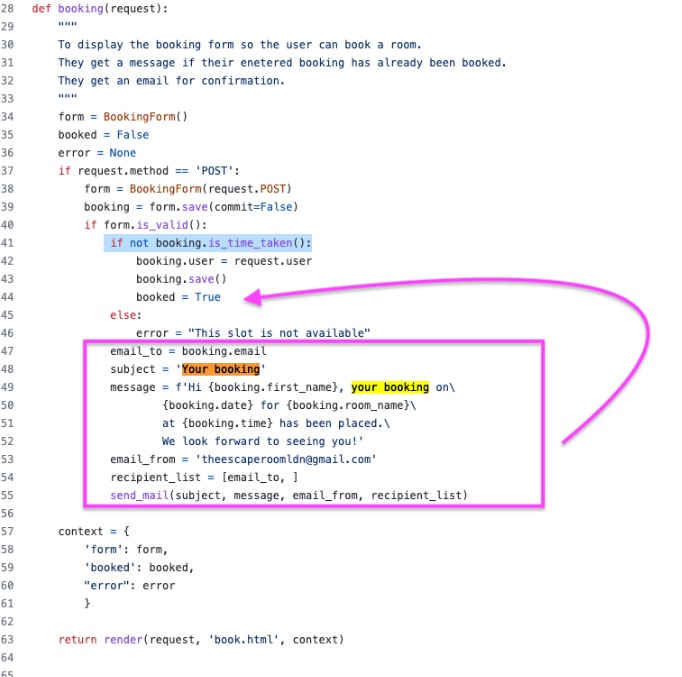 28 def booking(request):
29     """
30     To display the booking form so the user can book a room.
31     They get a message if their enetered booking has already been booked.
32     They get an email for confirmation.
33     """
34     form = BookingForm()
35     booked = False
36     error = None
37     if request.method == 'POST':
38         form = BookingForm(request.POST)
39         booking = form.save(commit=False)
40         if form.is_valid():
41             if not booking.is_time_taken():
42                 booking.user = request.user
43                 booking.save()
44                 booked = True
45             else:
46                 error = "This slot is not available"
47             email_to = booking.email
48             subject = 'Your booking'
49             message = f'Hi {booking.first_name}, your booking on\
50                     {booking.date} for {booking.room_name}\
51                     at {booking.time} has been placed.\
52                     We look forward to seeing you!'
53             email_from = 'theescaperoomldn@gmail.com'
54             recipient_list = [email_to, ]
55             send_mail(subject, message, email_from, recipient_list)
56
57     context = {
58         'form': form,
59         'booked': booked,
60         "error": error
61         }
62
63     return render(request, 'book.html', context)
64
65